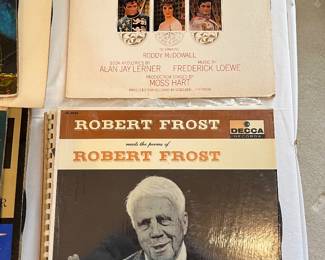 RODDY McDOWALL
BOOK AND LYRICS BY
ALAN JAY LERNER
MUSIC BY
FREDERICK LOEWE
PRODUCTION STAGED BY
MOSS HART
ROBERT FROST
DECCA
RECORDS
reads the poems of
ROBERT FROST
R